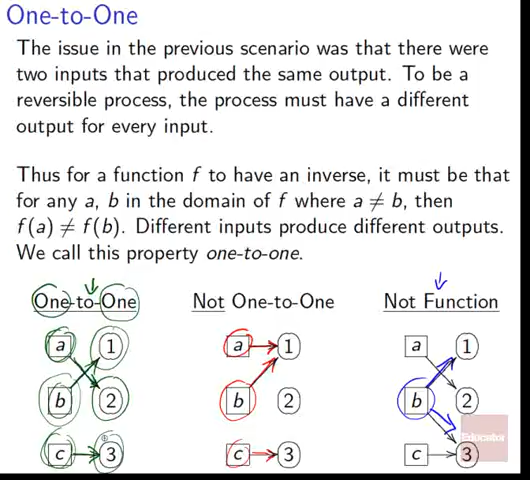 One-to-One
The issue in the previous scenario was that there were
two inputs that produced the same output. To be a
reversible process, the process must have a different
output for every input.
Thus for a function f to have an inverse, it must be that
for any a, b in the domain of f where a ≠ b, then
f(a) ≠ f(b). Different inputs produce different outputs.
We call this property one-to-one.
One-to-One Not One-to-One Not Function
a 1 a 1 a 1
b 2 b 2 b 2
c 3 c 3 c 3
Educator